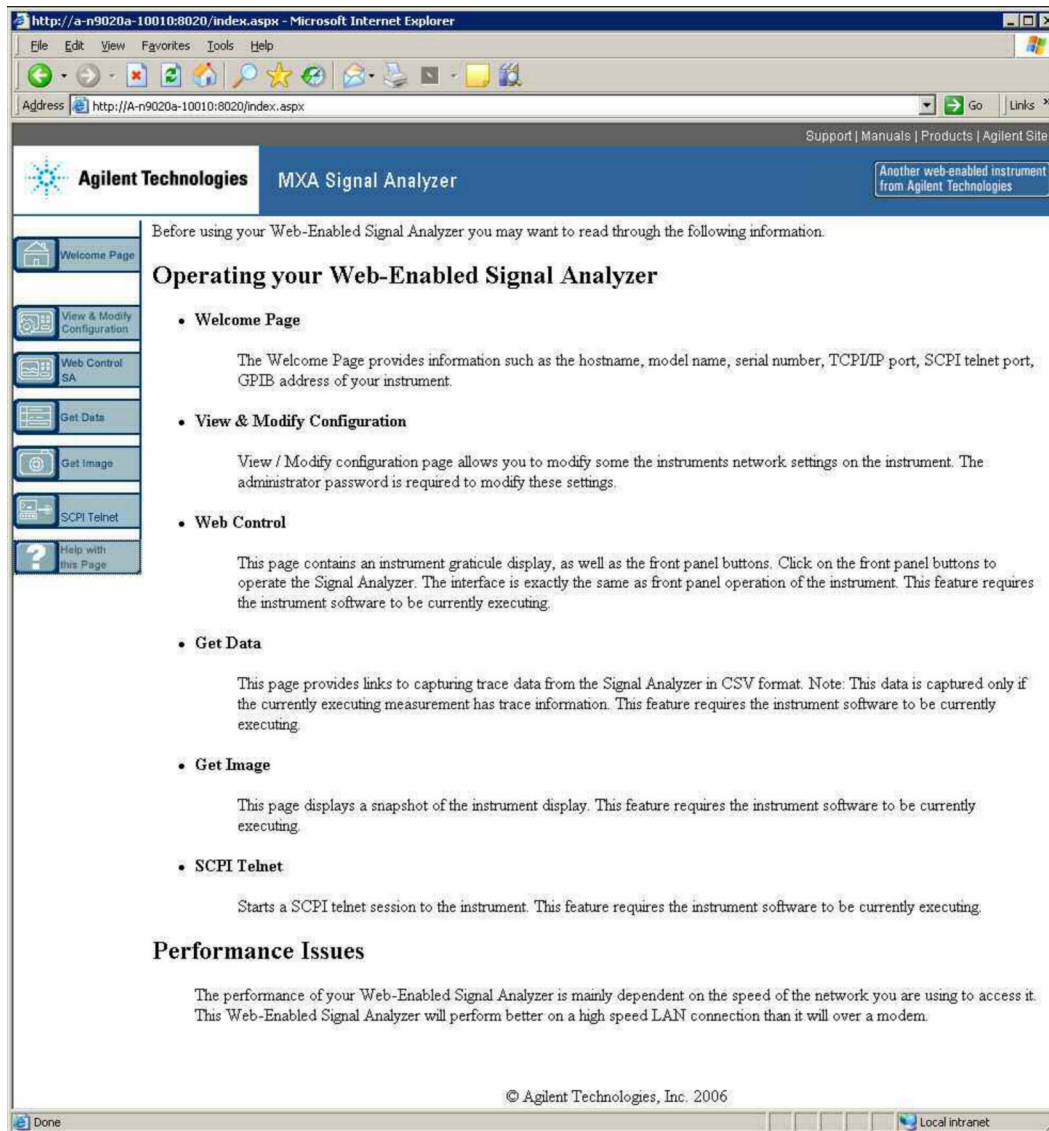 http://a-n9020a-10010:8020/index.aspx - Microsoft Internet Explorer
File Edit View Favorites Tools Help
Address http://A-n9020a-10010:8020/index.aspx Go Links »
Support | Manuals | Products | Agilent Site
Agilent Technologies MXA Signal Analyzer
Another web-enabled instrument
from Agilent Technologies
Welcome Page
View & Modify
Configuration
Web Control
SA
Get Data
Get Image
SCPI Telnet
Help with
this Page
Before using your Web-Enabled Signal Analyzer you may want to read through the following information.
Operating your Web-Enabled Signal Analyzer
• Welcome Page
The Welcome Page provides information such as the hostname, model name, serial number, TCPI/IP port, SCPI telnet port,
GPIB address of your instrument.
• View & Modify Configuration
View / Modify configuration page allows you to modify some the instruments network settings on the instrument. The
administrator password is required to modify these settings.
• Web Control
This page contains an instrument graticule display, as well as the front panel buttons. Click on the front panel buttons to
operate the Signal Analyzer. The interface is exactly the same as front panel operation of the instrument. This feature requires
the instrument software to be currently executing.
• Get Data
This page provides links to capturing trace data from the Signal Analyzer in CSV format. Note: This data is captured only if
the currently executing measurement has trace information. This feature requires the instrument software to be currently
executing.
• Get Image
This page displays a snapshot of the instrument display. This feature requires the instrument software to be currently
executing.
• SCPI Telnet
Starts a SCPI telnet session to the instrument. This feature requires the instrument software to be currently executing.
Performance Issues
The performance of your Web-Enabled Signal Analyzer is mainly dependent on the speed of the network you are using to access it.
This Web-Enabled Signal Analyzer will perform better on a high speed LAN connection than it will over a modem.
© Agilent Technologies, Inc. 2006
Done Local intranet